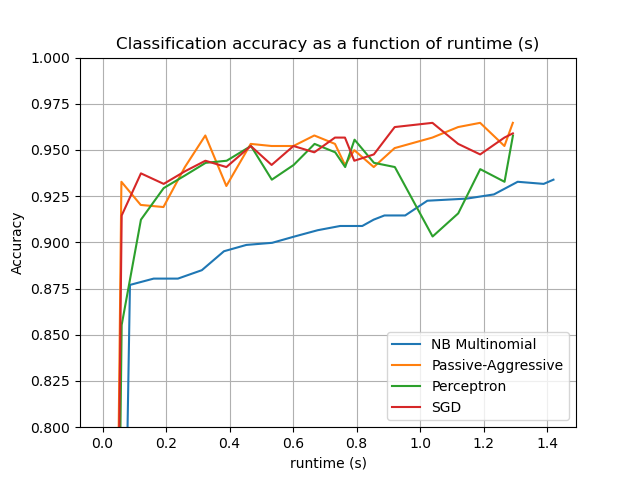 Classification accuracy as a function of runtime (s)
1.000
0.975
0.950
0.925
0.900
0.875
0.850
0.825
0.800
Accuracy
NB Multinomial
Passive-Aggressive
Perceptron
SGD
0.0 0.2 0.4 0.6 0.8 1.0 1.2 1.4
runtime (s)